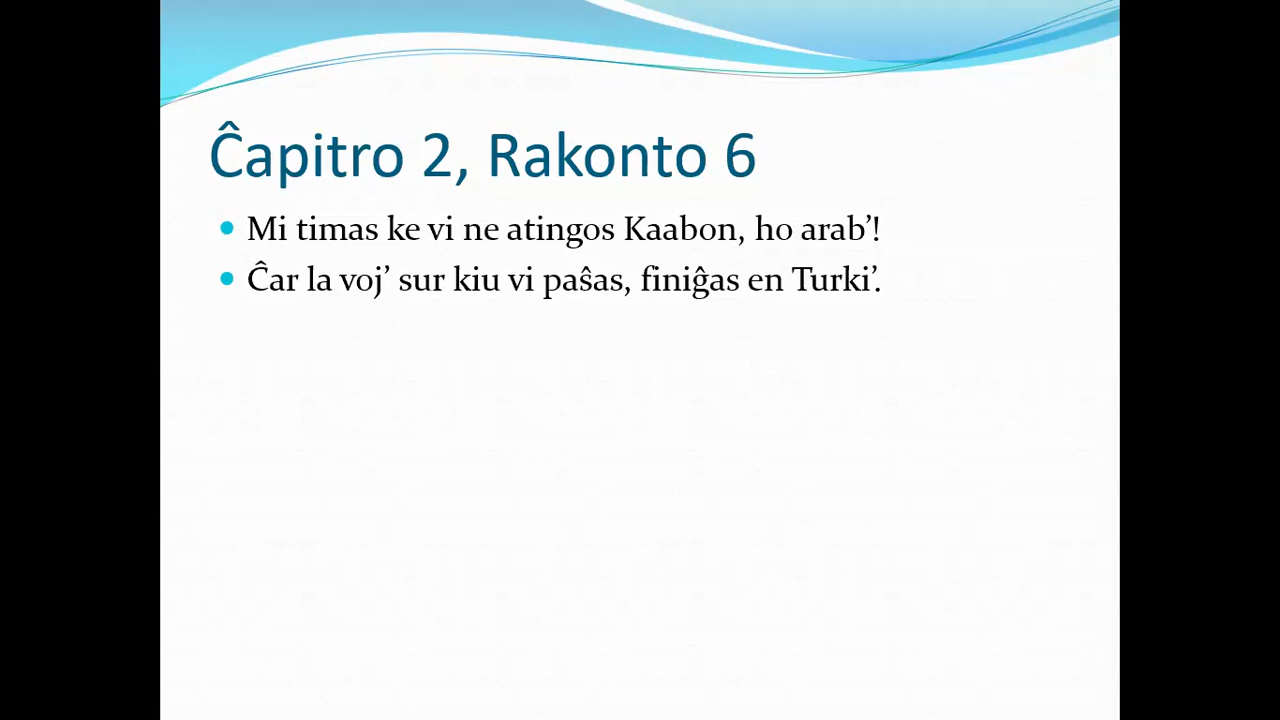 Ĉapitro 2, Rakonto 6
Mi timas ke vi ne atingos Kaabon, ho arab’!
Ĉar la voj’ sur kiu vi paŝas, finiĝas en Turki’.